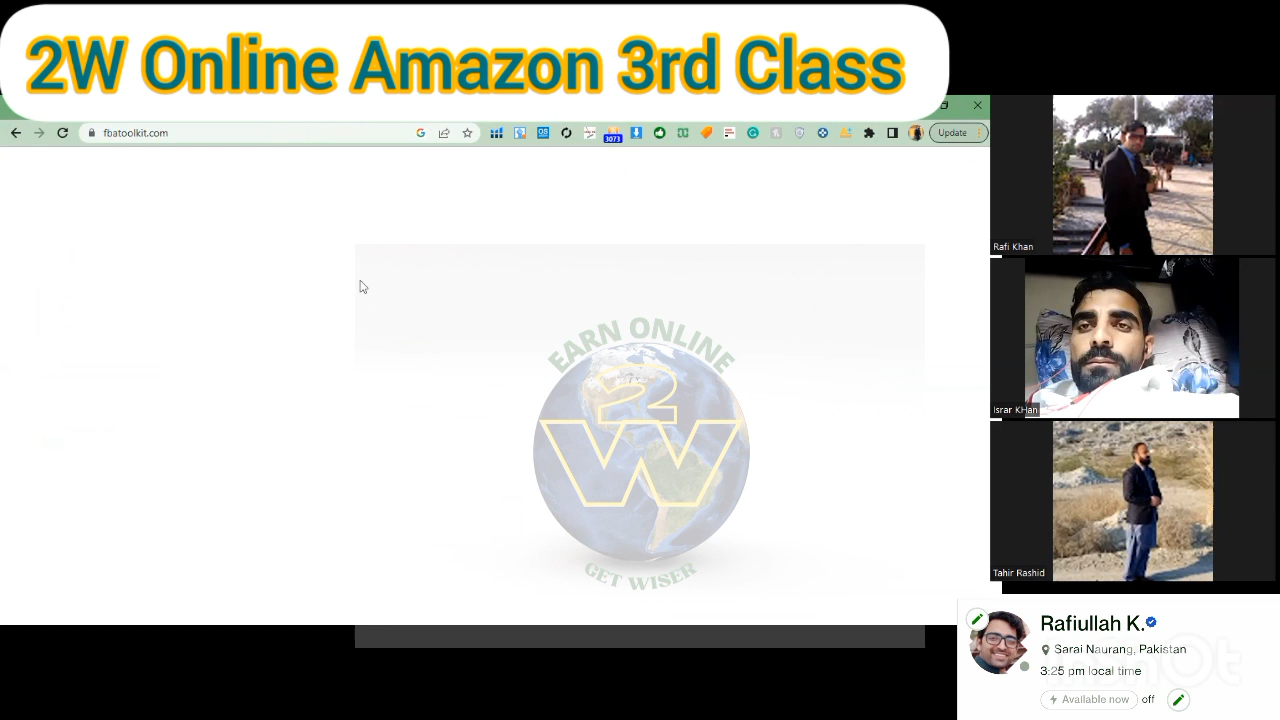 2W Online Amazon 3rd Class
fbatoolkit.com
3073
Update
Rafi Khan
EARN ONLINE
2
W
GET WISER
Israr KHan
Tahir Rashid
Rafiullah K.
Sarai Naurang, Pakistan
3:25 pm local time
Available now off